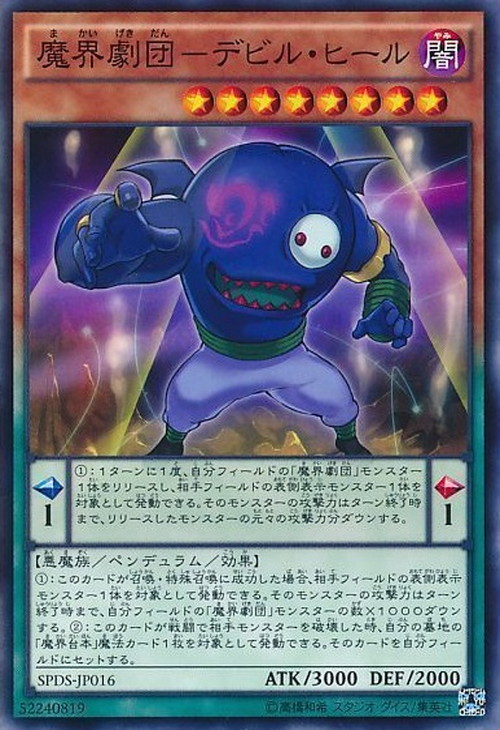 魔界劇団－デビル・ヒール
闇
①：1ターンに1度、自分フィールドの「魔界劇団」モンスター
1体をリリースし、相手フィールドの表側表示モンスター1体を
対象として発動できる。そのモンスターの攻撃力はターン終了時
まで、リリースしたモンスターの元々の攻撃力分ダウンする。
1
1
【悪魔族／ペンデュラム／効果】
①：このカードが召喚・特殊召喚に成功した場合、相手フィールドの表側表示
モンスター1体を対象として発動できる。そのモンスターの攻撃力はターン
終了時まで、自分フィールドの「魔界劇団」モンスターの数×1000ダウン
する。②：このカードが戦闘で相手モンスターを破壊した時、自分の墓地の
「魔界台本」魔法カード1枚を対象として発動できる。そのカードを自分フィー
ルドにセットする。
SPDS-JP016
ATK/3000 DEF/2000
52240819
©高橋和希 スタジオ・ダイス/集英社